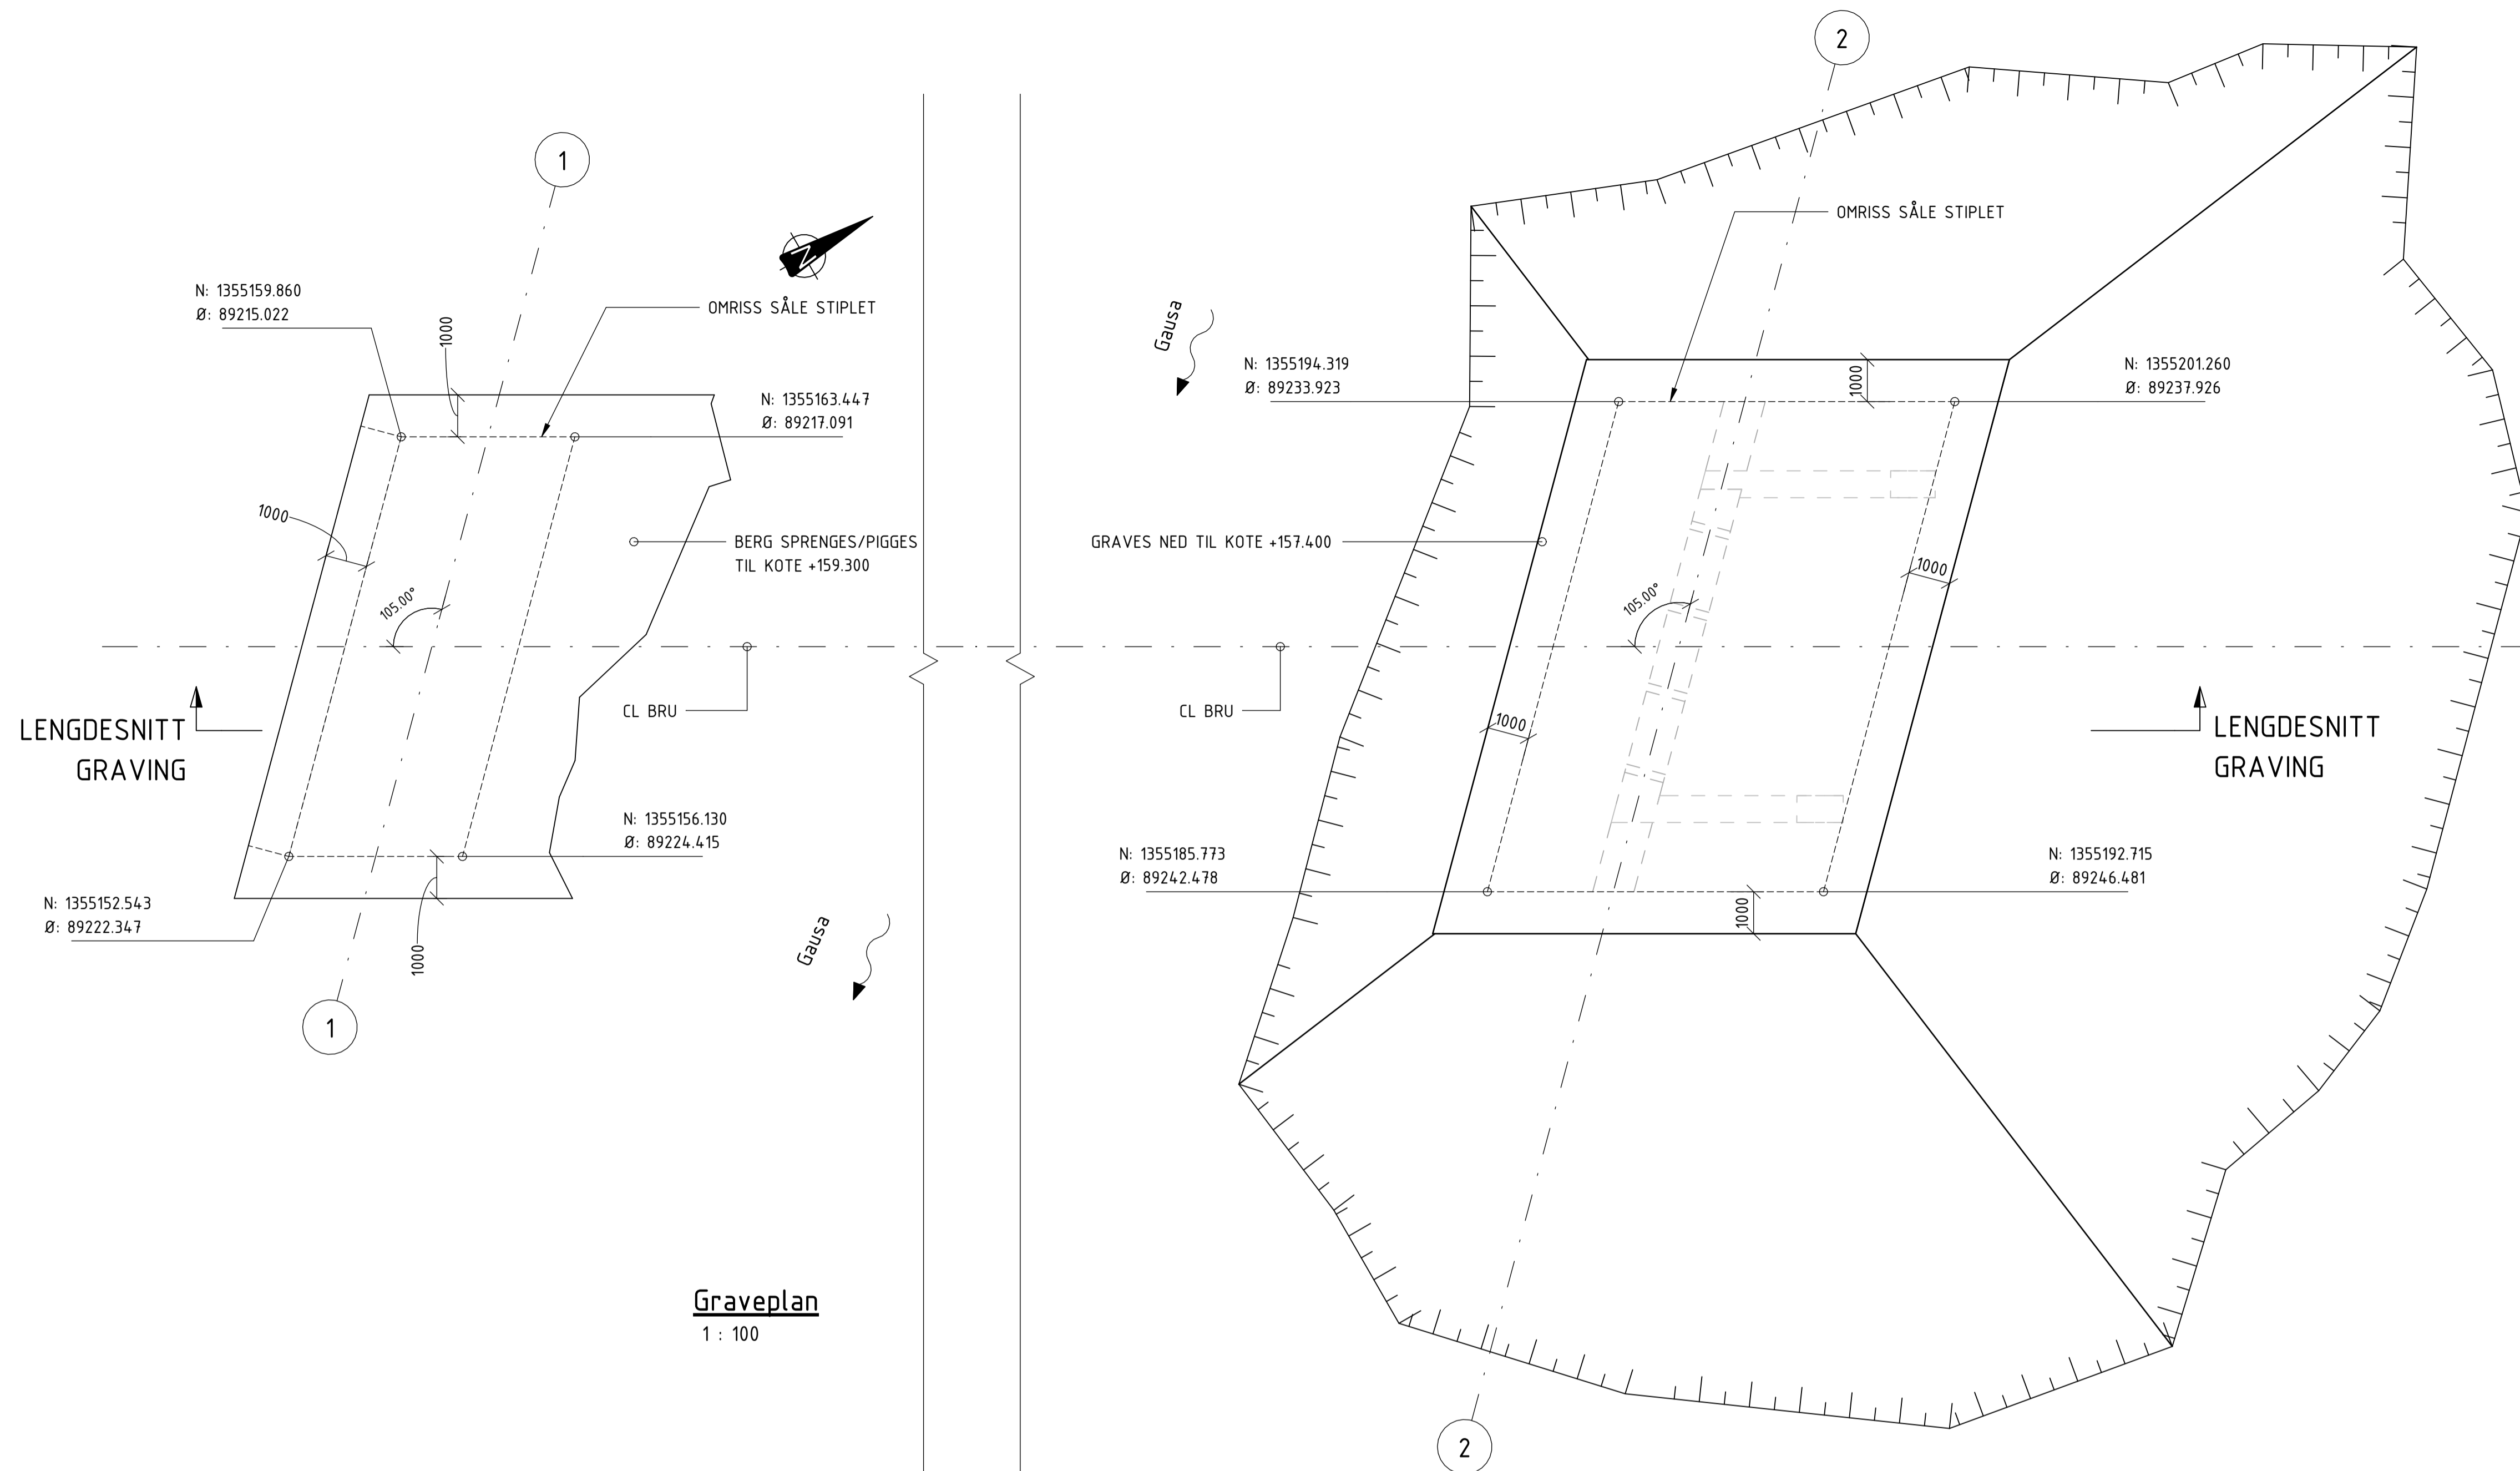 1
N
N: 1355159.860
Ø: 89215.022
1000
OMRISS SÅLE STIPLET
N: 1355163.447
Ø: 89217.091
1000
BERG SPRENGES/PIGGES
TIL KOTE +159.300
105.00°
CL BRU
LENGDESNITT
GRAVING
N: 1355156.130
Ø: 89224.415
N: 1355152.543
Ø: 89222.347
1000
Gausa
1
Graveplan
1 : 100
2
OMRISS SÅLE STIPLET
Gausa
N: 1355194.319
Ø: 89233.923
1000
N: 1355201.260
Ø: 89237.926
GRAVES NED TIL KOTE +157.400
1000
105.00°
CL BRU
1000
LENGDESNITT
GRAVING
N: 1355185.773
Ø: 89242.478
1000
N: 1355192.715
Ø: 89246.481
2